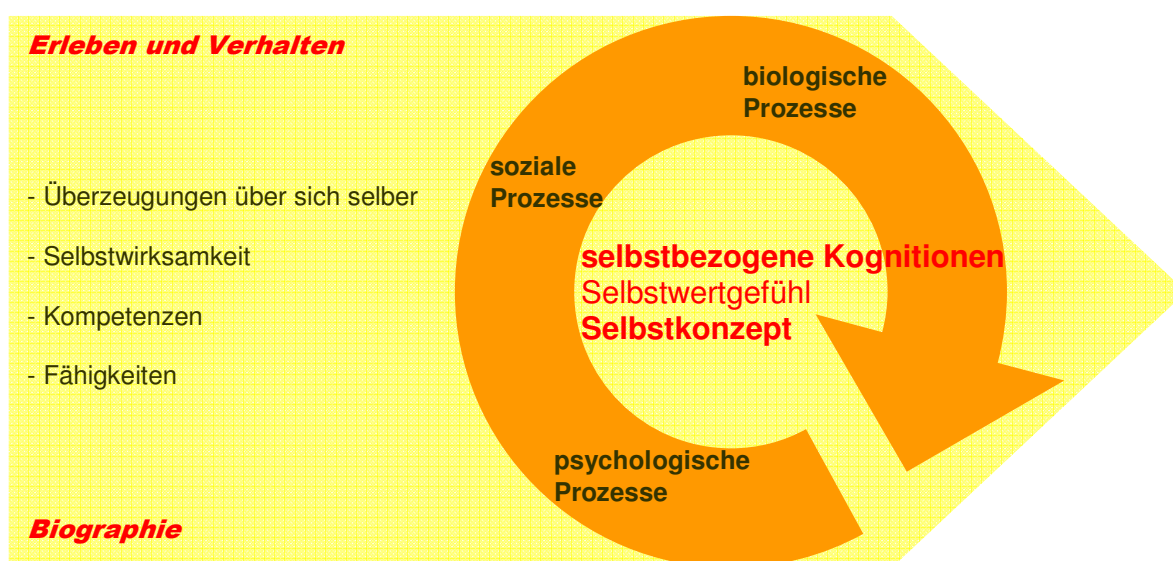 Erleben und Verhalten
- Überzeugungen über sich selber
- Selbstwirksamkeit
- Kompetenzen
- Fähigkeiten
Biographie
biologische
Prozesse
soziale
Prozesse
selbstbezogene Kognitionen
Selbstwertgefühl
Selbstkonzept
psychologische
Prozesse